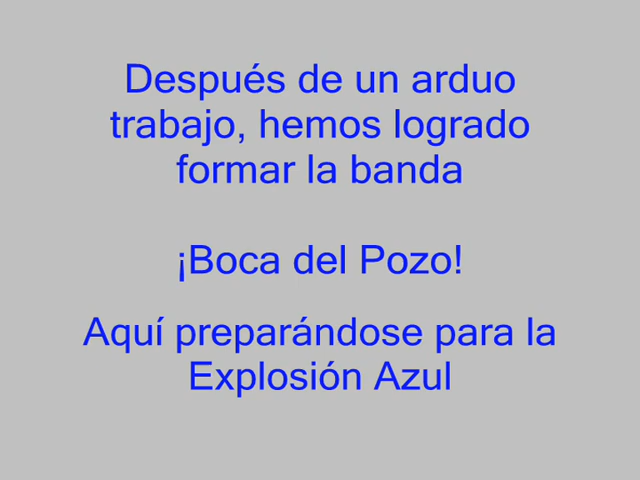 Después de un arduo
trabajo, hemos logrado
formar la banda
¡Boca del Pozo!
Aquí preparándose para la
Explosión Azul